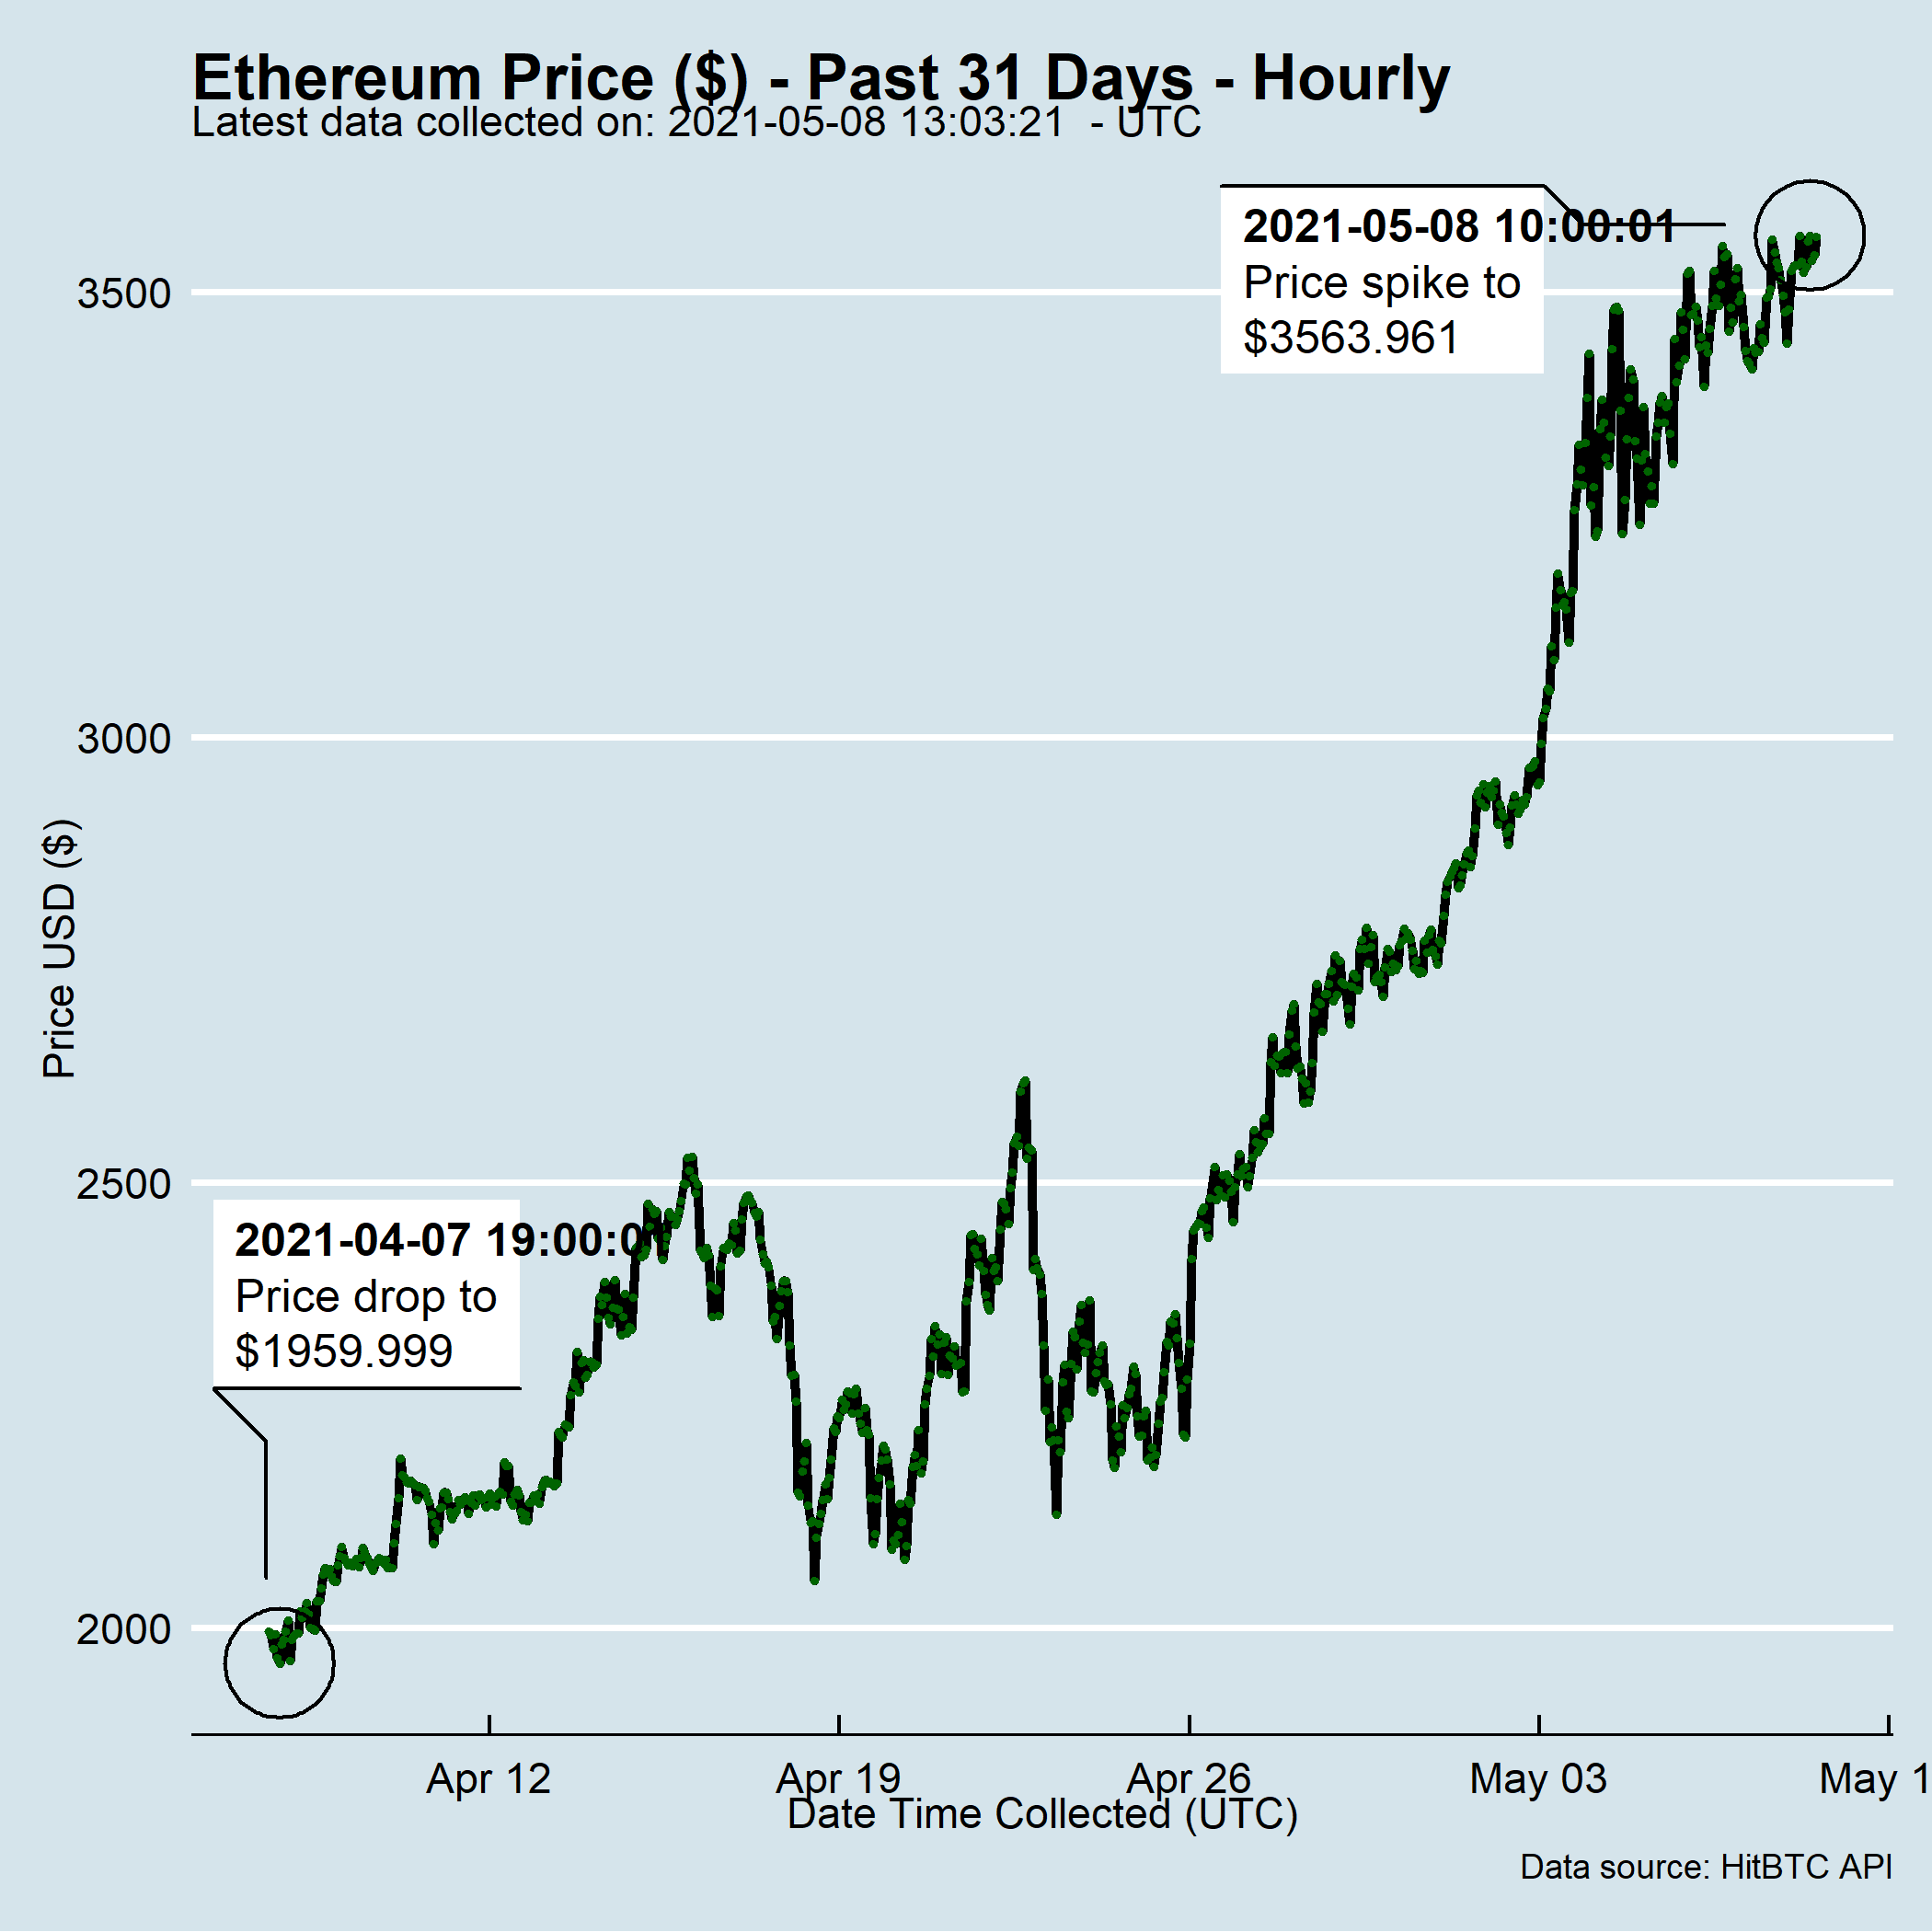 Ethereum Price ($) - Past 31 Days - Hourly
Latest data collected on: 2021-05-08 13:03:21  - UTC
2021-05-08 10:00:01
Price spike to
$3563.961
3500
3000
2500
2000
Price USD ($)
2021-04-07 19:00:0
Price drop to
$1959.999
Apr 12
Apr 19
Apr 26
May 03
May 1
Date Time Collected (UTC)
Data source: HitBTC API